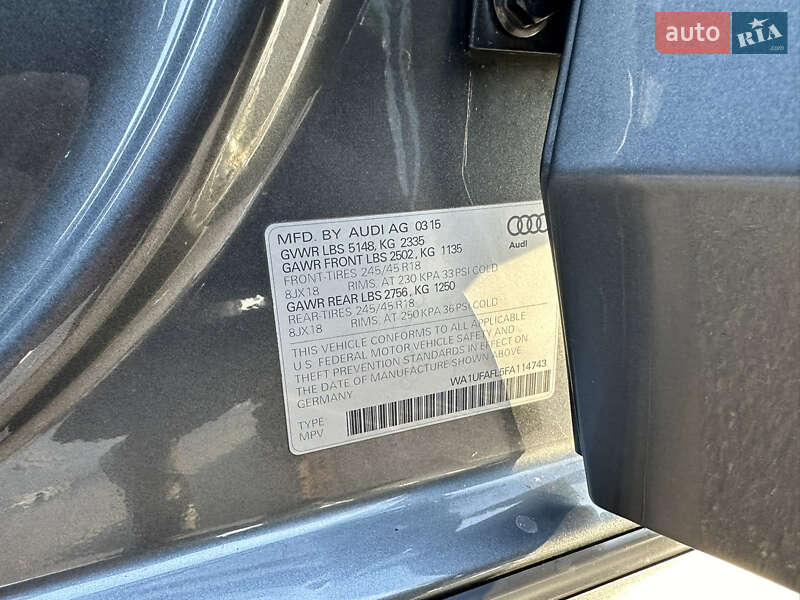 auto RIA
.com
MFD. BY AUDI AG 03 15
GVWR LBS 5148, KG 2335
GAWR FRONT LBS 2502, KG 1135
FRONT-TIRES 245/45 R18
8JX18 RIMS, AT 230 KPA 33 PSI COLD
GAWR REAR LBS 2756, KG 1250
REAR-TIRES 245/45 R18
8JX18 RIMS, AT 250 KPA 36 PSI COLD
Audi
THIS VEHICLE CONFORMS TO ALL APPLICABLE
U.S. FEDERAL MOTOR VEHICLE SAFETY AND
THEFT PREVENTION STANDARDS IN EFFECT ON
THE DATE OF MANUFACTURE SHOWN ABOVE.
GERMANY WA1UFAFL5FA114743
TYPE
MPV